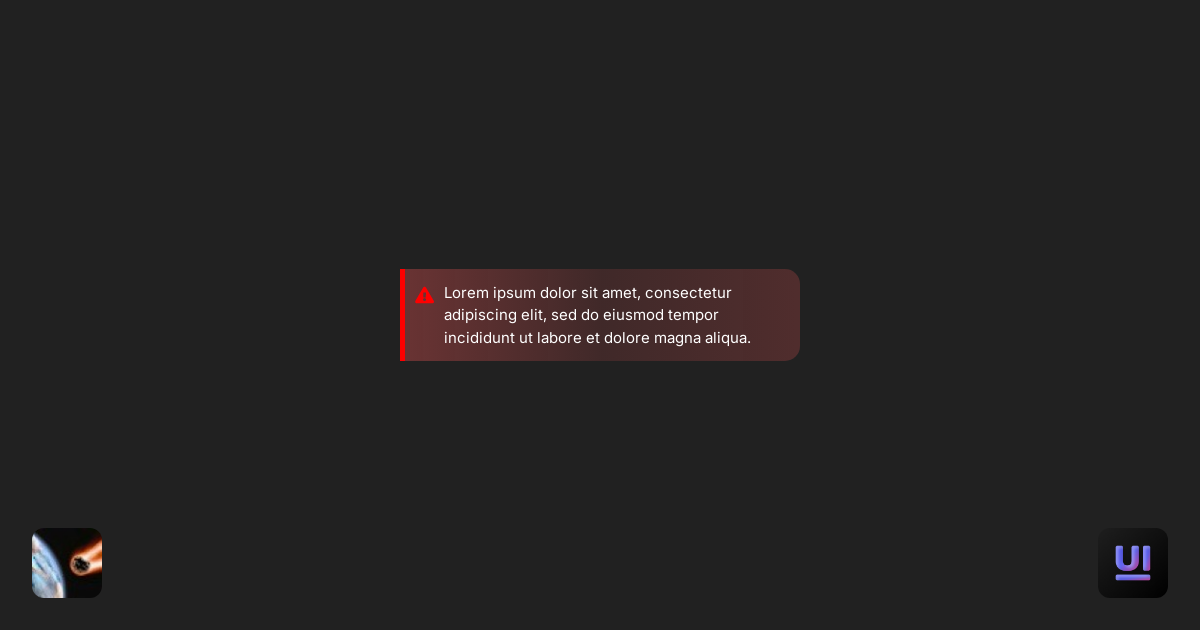 Lorem ipsum dolor sit amet, consectetur
adipiscing elit, sed do eiusmod tempor
incididunt ut labore et dolore magna aliqua.
UI